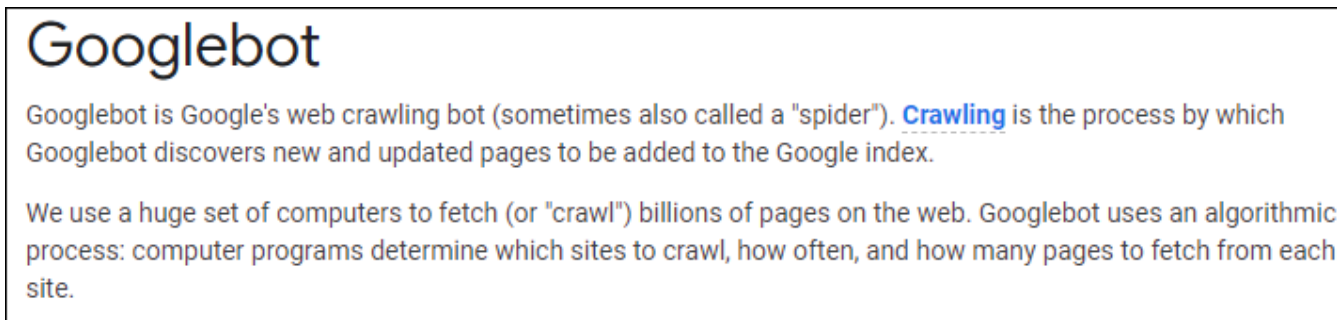 Googlebot
Googlebot is Google's web crawling bot (sometimes also called a "spider"). Crawling is the process by which
Googlebot discovers new and updated pages to be added to the Google index.
We use a huge set of computers to fetch (or "crawl") billions of pages on the web. Googlebot uses an algorithmic
process: computer programs determine which sites to crawl, how often, and how many pages to fetch from each
site.